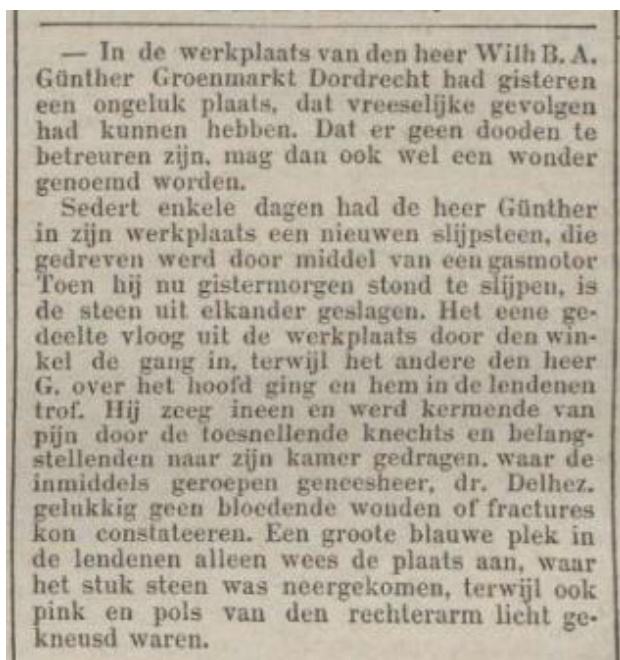 — In de werkplaats van den heer Wilh B. A.
Günther Groenmarkt Dordrecht had gisteren
een ongeluk plaats, dat vreeselijke gevolgen
had kunnen hebben. Dat er geen dooden te
betreuren zijn, mag dan ook wel een wonder
genoemd worden.
Sedert enkele dagen had de heer Günther
in zijn werkplaats een nieuwen slijpsteen, die
gedreven werd door middel van een gasmotor
Toen hij nu gistermorgen stond te slijpen, is
de steen uit elkander geslagen. Het eene ge-
deelte vloog uit de werkplaats door den win-
kel de gang in, terwijl het andere den heer
G. over het hoofd ging en hem in de lendenen
trof. Hij zeeg ineen en werd kermende van
pijn door de toesnellende knechts en belang-
stellenden naar zijn kamer gedragen, waar de
inmiddels geroepen geneesheer, dr. Delhez.
gelukkig geen bloedende wonden of fractures
kon constateeren. Een groote blauwe plek in
de lendenen alleen wees de plaats aan, waar
het stuk steen was neergekomen, terwijl ook
pink en pols van den rechterarm licht ge-
kneusd waren.